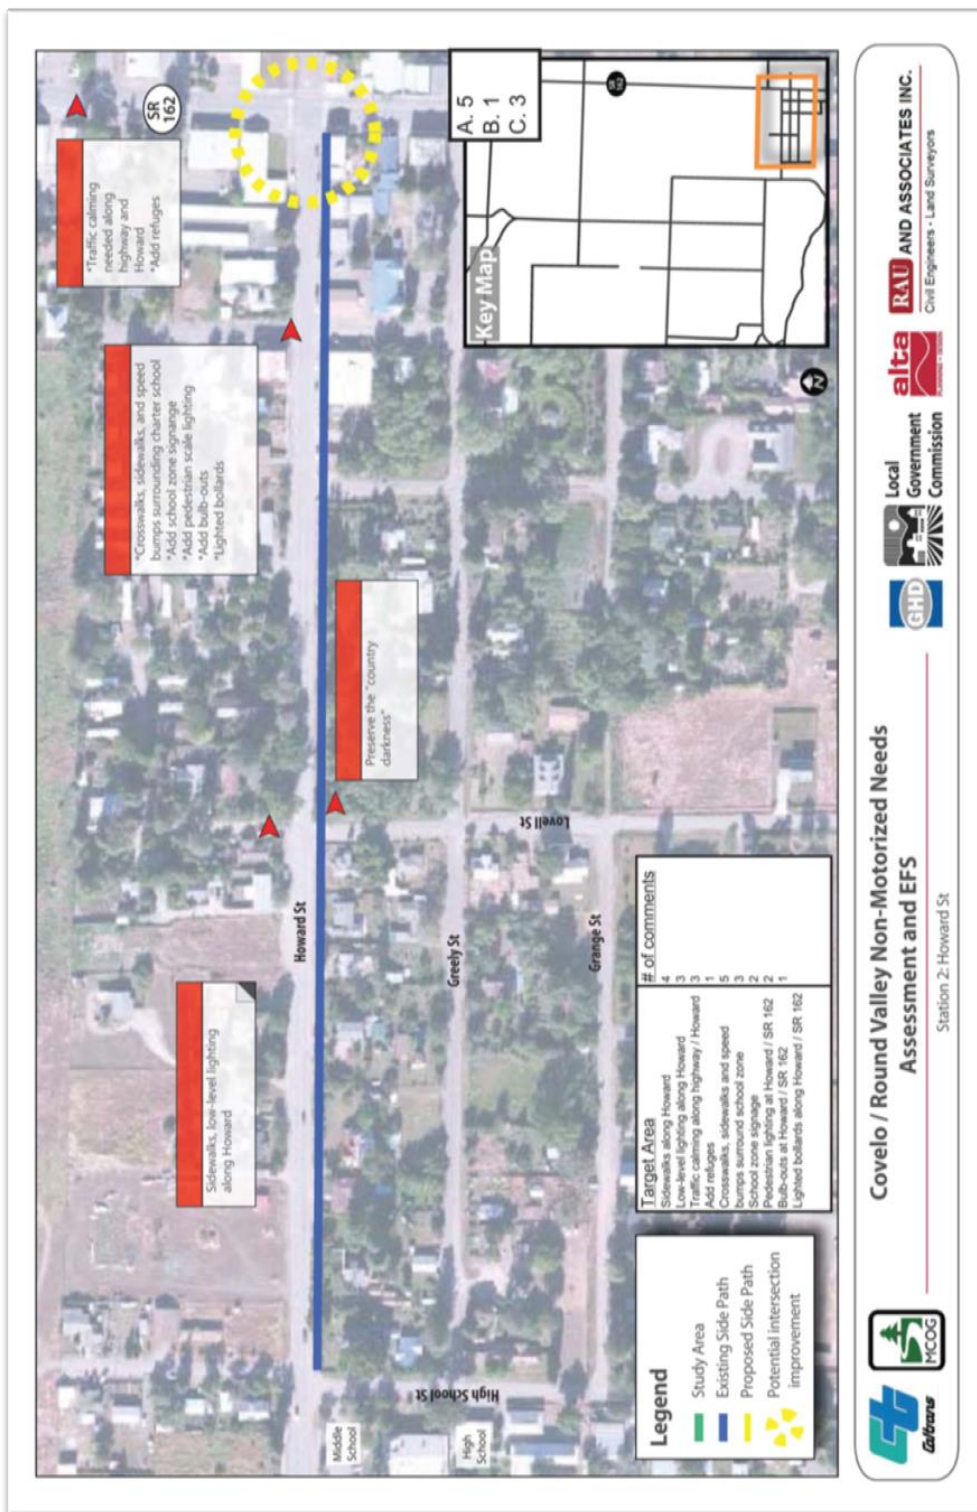 *Traffic calming
needed along
highway and
Howard
*Add refuges
SR
162
*Crosswalks, sidewalks, and speed
bumps surrounding charter school
*Add school zone signange
*Add pedestrian scale lighting
*Add bulb-outs
*Lighted bollards
Sidewalks, low-level lighting
along Howard
Preserve the "country
darkness"
Howard St
Greely St
Grange St
Lovell St
High School St
Middle
School
High
School
A. 5
B. 1
C. 3
Key Map
SR
162
N
Target Area # of comments
Sidewalks along Howard 4
Low-level lighting along Howard 3
Traffic calming along highway / Howard 3
Add refuges 1
Crosswalks, sidewalks and speed 5
bumps surround school zone 3
School zone signage 2
Pedestrian lighting at Howard / SR 162 2
Bulb-outs at Howard / SR 162 1
Lighted bollards along Howard / SR 162
Legend
Study Area
Existing Side Path
Proposed Side Path
Potential intersection
improvement
Caltrans
MCOG
Covelo / Round Valley Non-Motorized Needs
Assessment and EFS
Station 2: Howard St
GHD
Local
Government
Commission
alta
PLANNING + DESIGN
RAU AND ASSOCIATES INC.
Civil Engineers - Land Surveyors